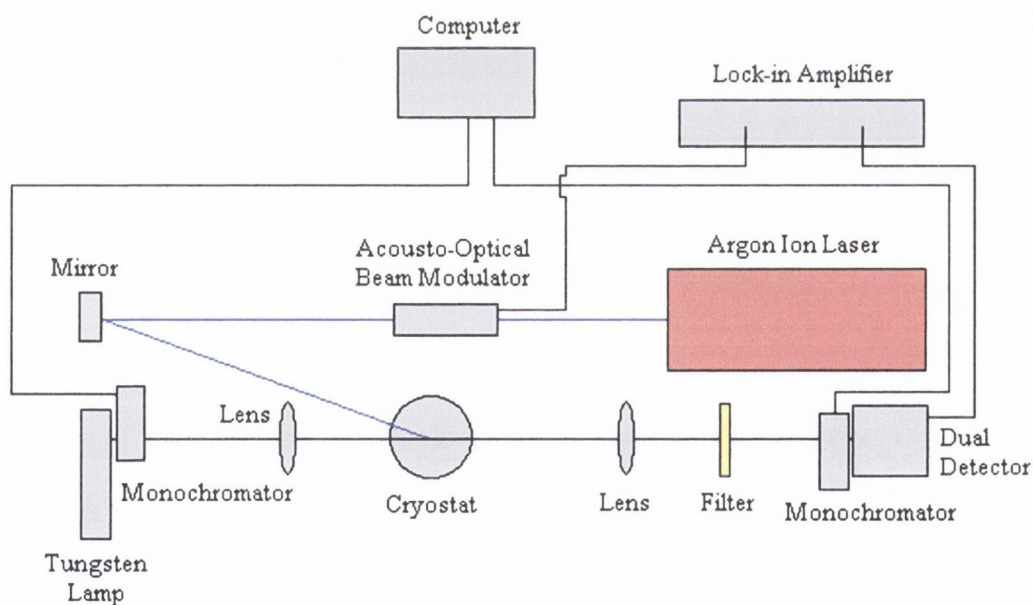 Computer
Lock-in Amplifier
Acousto-Optical
Beam Modulator
Argon Ion Laser
Mirror
Lens
Dual
Detector
Monochromator
Cryostat
Lens
Filter
Monochromator
Tungsten
Lamp